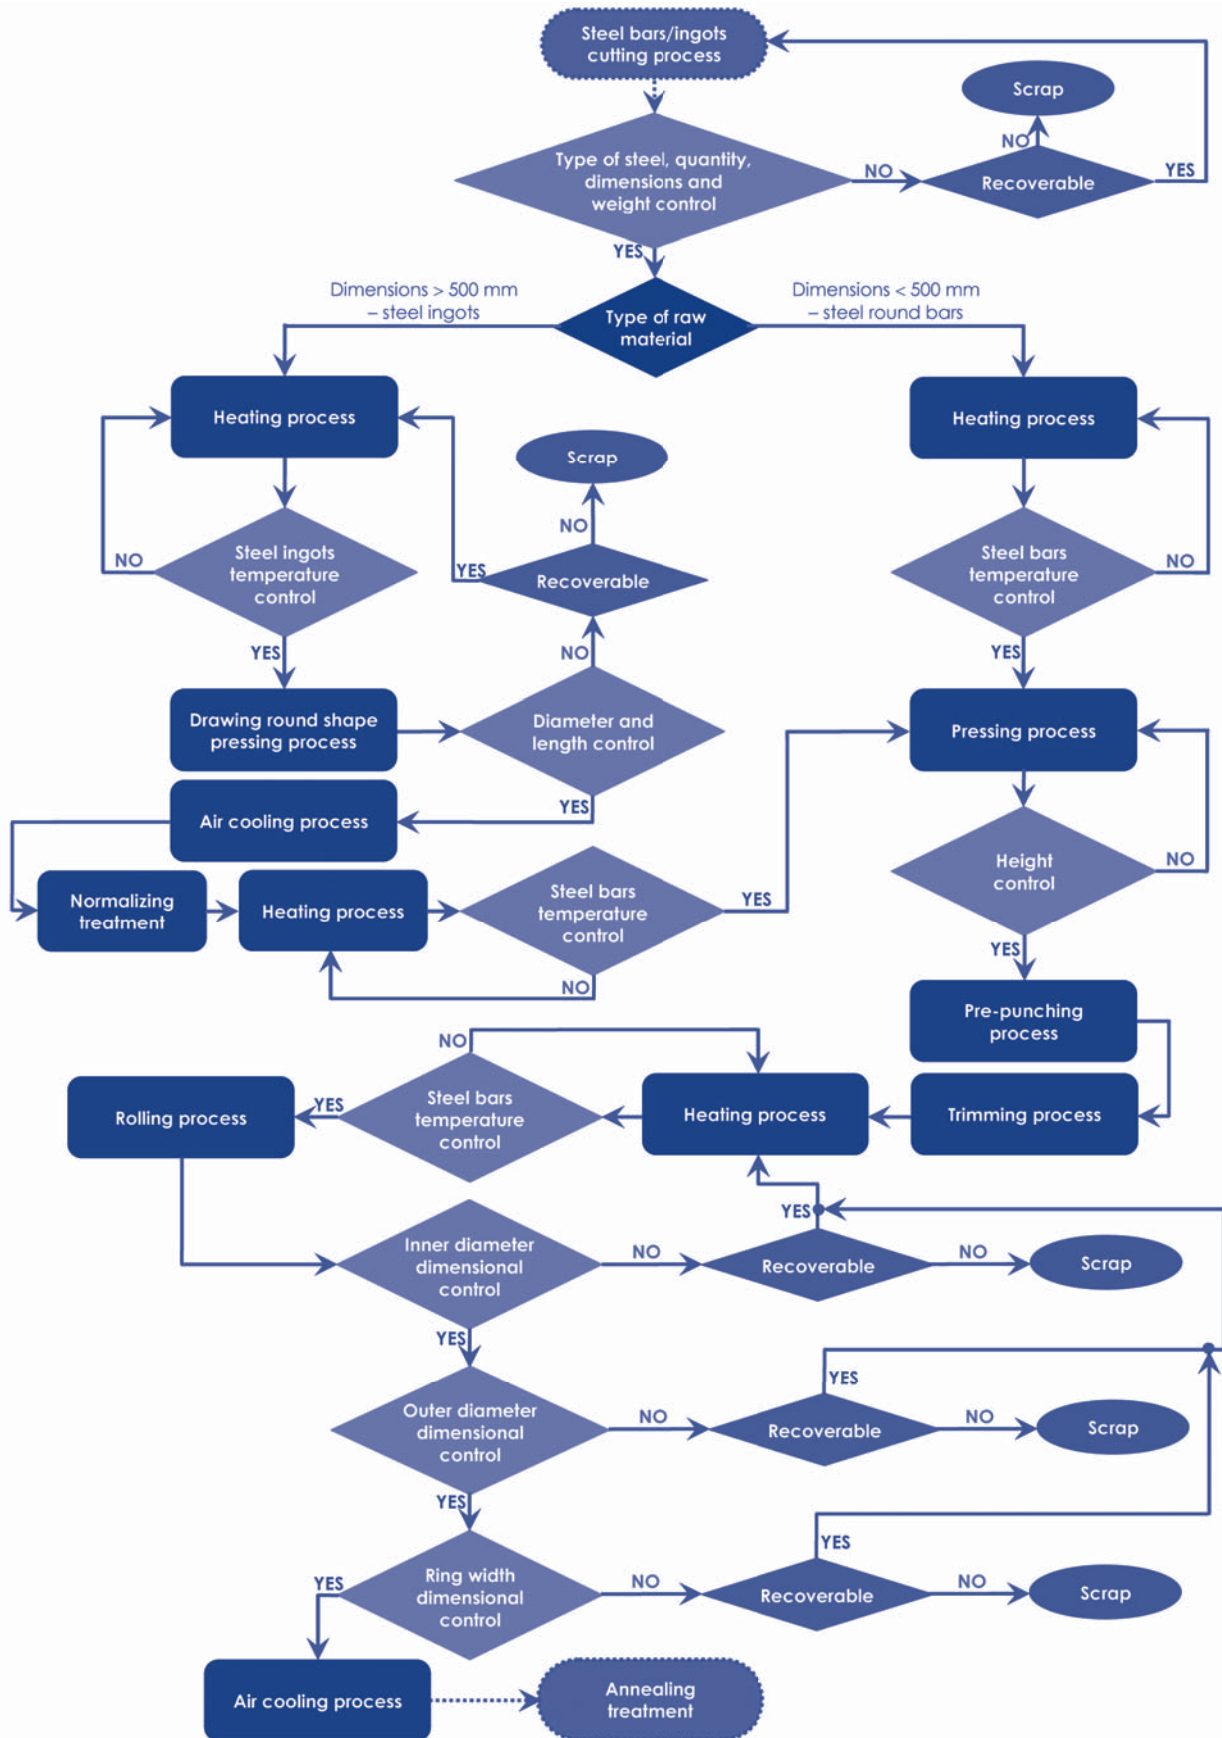 Steel bars/ingots
cutting process
Scrap
NO
Type of steel, quantity,
dimensions and
weight control
NO
Recoverable
YES
YES
Dimensions > 500 mm
– steel ingots
Type of raw
material
Dimensions < 500 mm
– steel round bars
Heating process
Heating process
Scrap
NO
Steel ingots
temperature
control
NO
YES
Recoverable
Steel bars
temperature
control
NO
YES
NO
YES
Drawing round shape
pressing process
Diameter and
length control
Pressing process
YES
Air cooling process
Height
control
NO
Normalizing
treatment
Heating process
Steel bars
temperature
control
YES
NO
YES
Pre-punching
process
NO
Rolling process
YES
Steel bars
temperature
control
Heating process
Trimming process
YES
Inner diameter
dimensional
control
NO
Recoverable
NO
Scrap
YES
YES
Outer diameter
dimensional
control
NO
Recoverable
NO
Scrap
YES
YES
YES
Ring width
dimensional
control
NO
Recoverable
NO
Scrap
Air cooling process
Annealing
treatment